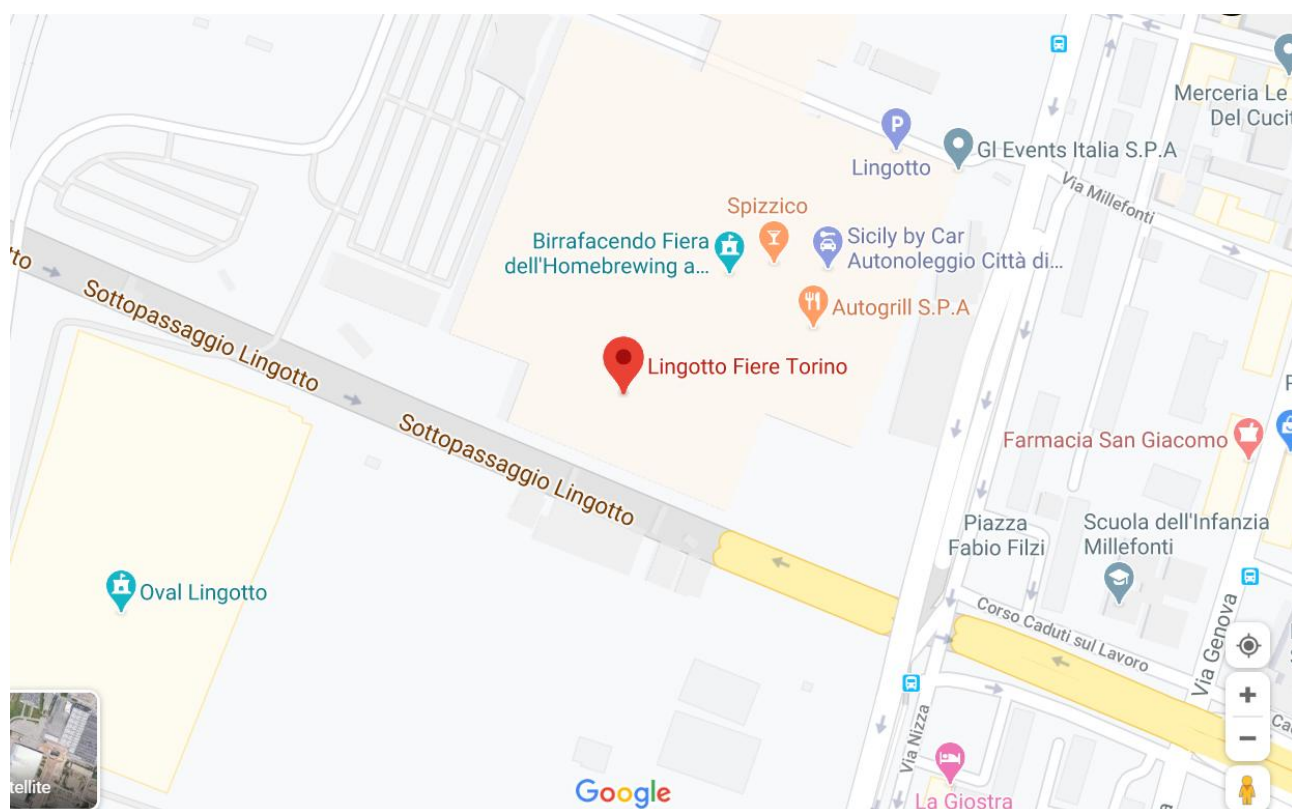 Merceria Le
Del Cucit
Gl Events Italia S.P.A
P
Lingotto
Via Millefonti
Spizzico
Birrafacendo Fiera
dell'Homebrewing a...
Sicily by Car
Autonoleggio Città di...
Autogrill S.P.A
to
Sottopassaggio Lingotto
Lingotto Fiere Torino
Sottopassaggio Lingotto
Farmacia San Giacomo
Piazza
Fabio Filzi
Scuola dell'Infanzia
Millefonti
Oval Lingotto
Corso Caduti sul Lavoro
Via Genova
Via Nizza
La Giostra
tellite
Google